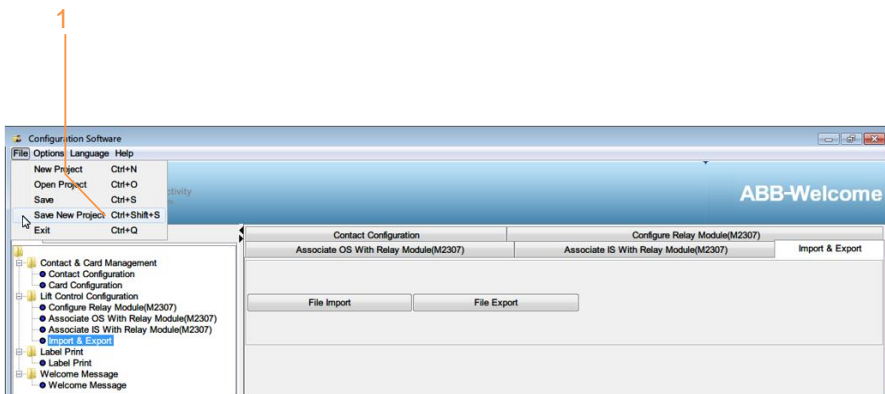 1
Configuration Software
File Options Language Help
New Project Ctrl+N
Open Project Ctrl+O
Save Ctrl+S
Save New Project Ctrl+Shift+S
Exit Ctrl+Q
ctivity
ABB-Welcome
Contact Configuration Configure Relay Module(M2307)
Associate OS With Relay Module(M2307) Associate IS With Relay Module(M2307) Import & Export
Contact & Card Management
Contact Configuration
Card Configuration
Lift Control Configuration
Configure Relay Module(M2307)
Associate OS With Relay Module(M2307)
Associate IS With Relay Module(M2307)
Import & Export
Label Print
Label Print
Welcome Message
Welcome Message
File Import File Export